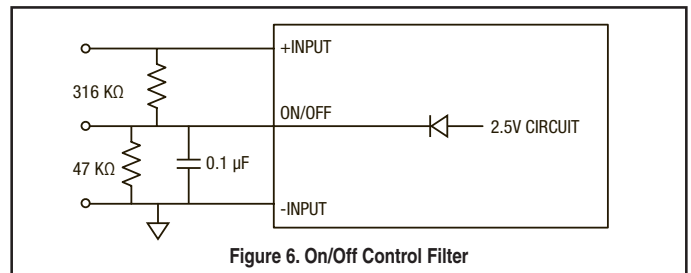 +INPUT
316 KΩ
ON/OFF
2.5V CIRCUIT
47 KΩ
0.1 µF
-INPUT
Figure 6. On/Off Control Filter